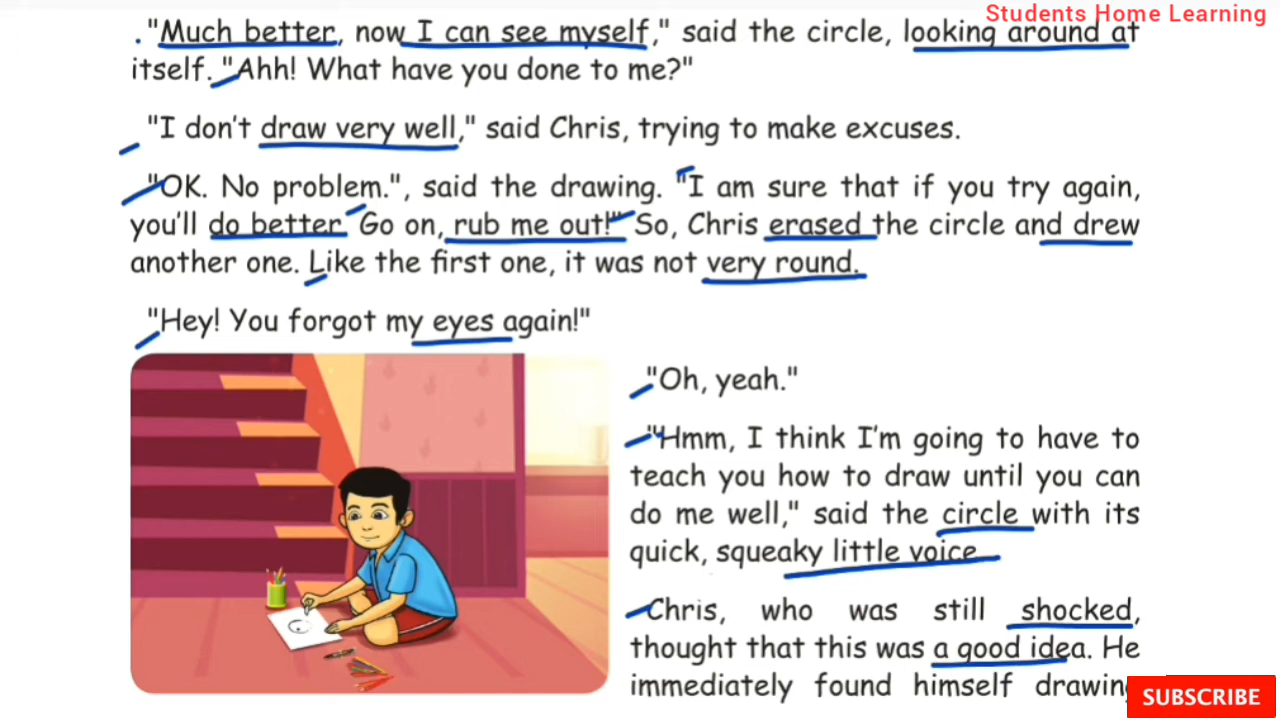 Students Home Learning
"Much better, now I can see myself," said the circle, looking around at
itself. "Ahh! What have you done to me?"
"I don't draw very well," said Chris, trying to make excuses.
"OK. No problem.", said the drawing. "I am sure that if you try again,
you'll do better. Go on, rub me out!" So, Chris erased the circle and drew
another one. Like the first one, it was not very round.
"Hey! You forgot my eyes again!"
"Oh, yeah."
"Hmm, I think I'm going to have to
teach you how to draw until you can
do me well," said the circle with its
quick, squeaky little voice.
Chris, who was still shocked,
thought that this was a good idea. He
immediately found himself drawing
SUBSCRIBE